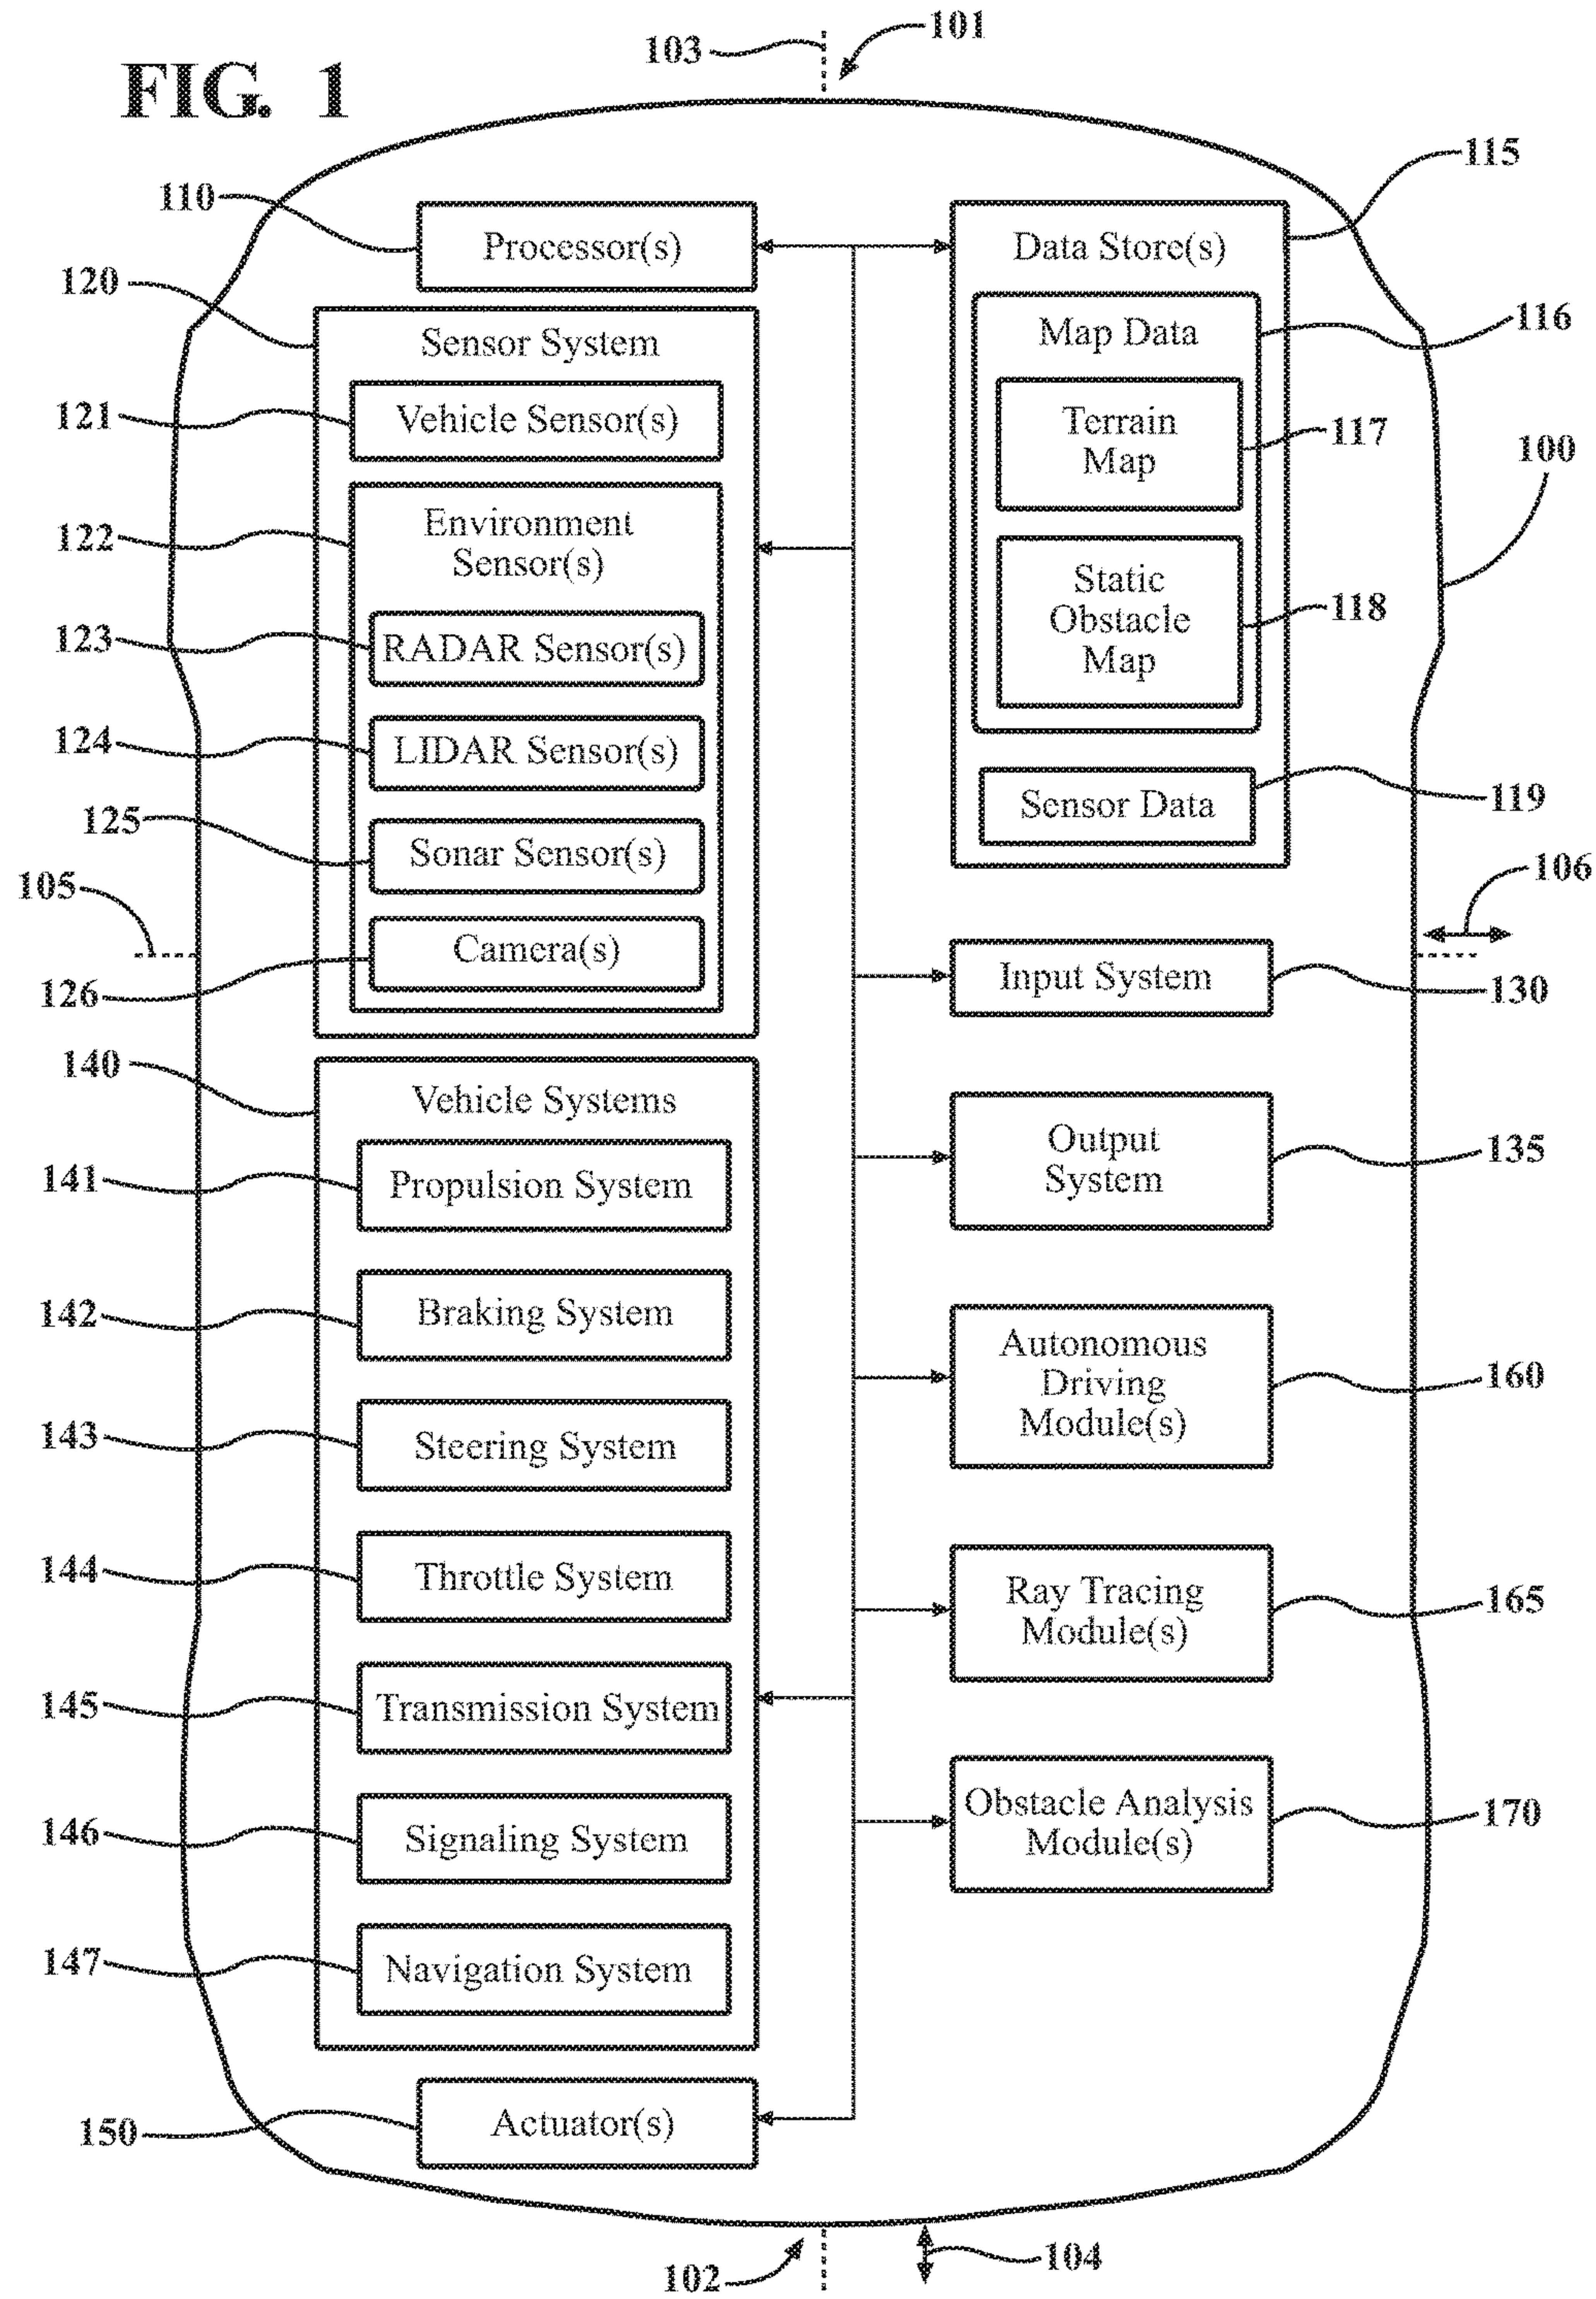 FIG. 1
103
101
110
Processor(s)
115
Data Store(s)
120
Sensor System
116
Map Data
121
Vehicle Sensor(s)
117
Terrain
Map
100
122
Environment
Sensor(s)
118
Static
Obstacle
Map
123
RADAR Sensor(s)
124
LIDAR Sensor(s)
119
Sensor Data
125
Sonar Sensor(s)
105
106
126
Camera(s)
Input System
130
140
Vehicle Systems
141
Propulsion System
Output
System
135
142
Braking System
Autonomous
Driving
Module(s)
160
143
Steering System
144
Throttle System
Ray Tracing
Module(s)
165
145
Transmission System
146
Signaling System
Obstacle Analysis
Module(s)
170
147
Navigation System
150
Actuator(s)
102
104